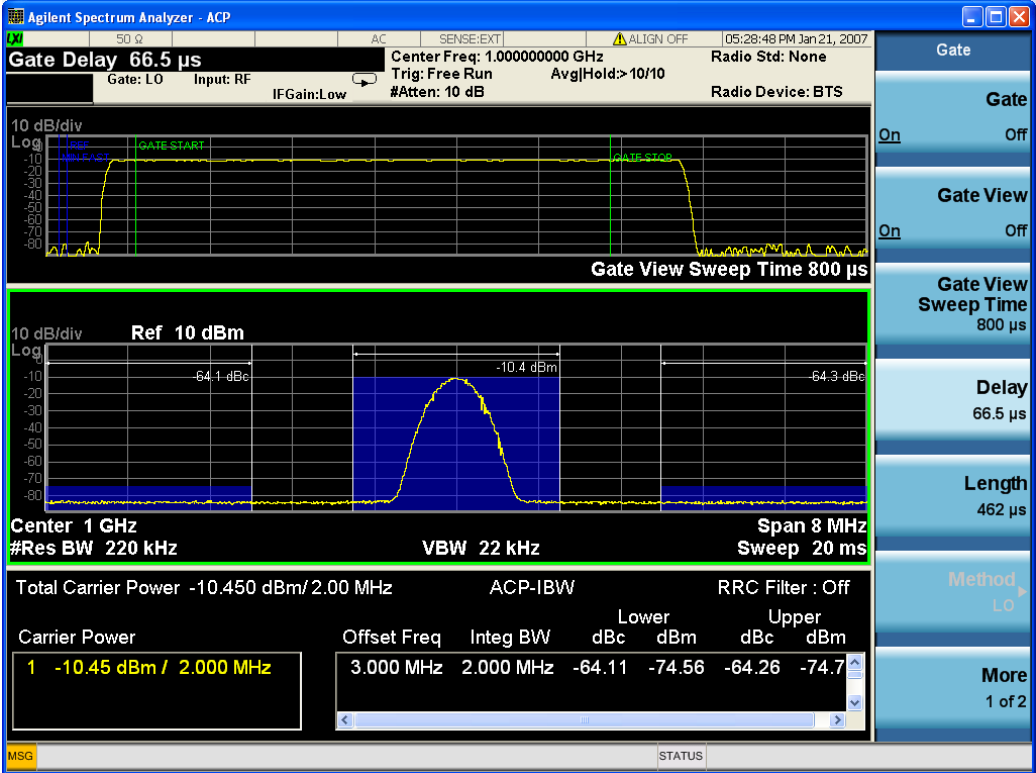 Agilent Spectrum Analyzer - ACP
LXI 50 Ω AC SENSE:EXT ALIGN OFF 05:28:48 PM Jan 21, 2007
Gate Delay 66.5 µs
Center Freq: 1.000000000 GHz
Radio Std: None
Gate: LO Input: RF
Trig: Free Run Avg|Hold:>10/10
IFGain:Low
#Atten: 10 dB
Radio Device: BTS
10 dB/div
Log
REF
GATE START
GATE STOP
-10
-20
-30
-40
-50
-60
-70
-80
Gate View Sweep Time 800 µs
10 dB/div
Ref 10 dBm
Log
0
-10
-20
-30
-40
-50
-60
-70
-80
-64.1 dBc
-10.4 dBm
-64.3 dBc
Center 1 GHz
Span 8 MHz
#Res BW 220 kHz
VBW 22 kHz
Sweep 20 ms
Total Carrier Power -10.450 dBm/ 2.00 MHz
ACP-IBW
RRC Filter : Off
Lower Upper
Carrier Power
Offset Freq Integ BW dBc dBm dBc dBm
1 -10.45 dBm / 2.000 MHz
3.000 MHz 2.000 MHz -64.11 -74.56 -64.26 -74.7
MSG
STATUS
Gate
Gate
On Off
Gate View
On Off
Gate View
Sweep Time
800 µs
Delay
66.5 µs
Length
462 µs
Method
LO
More
1 of 2